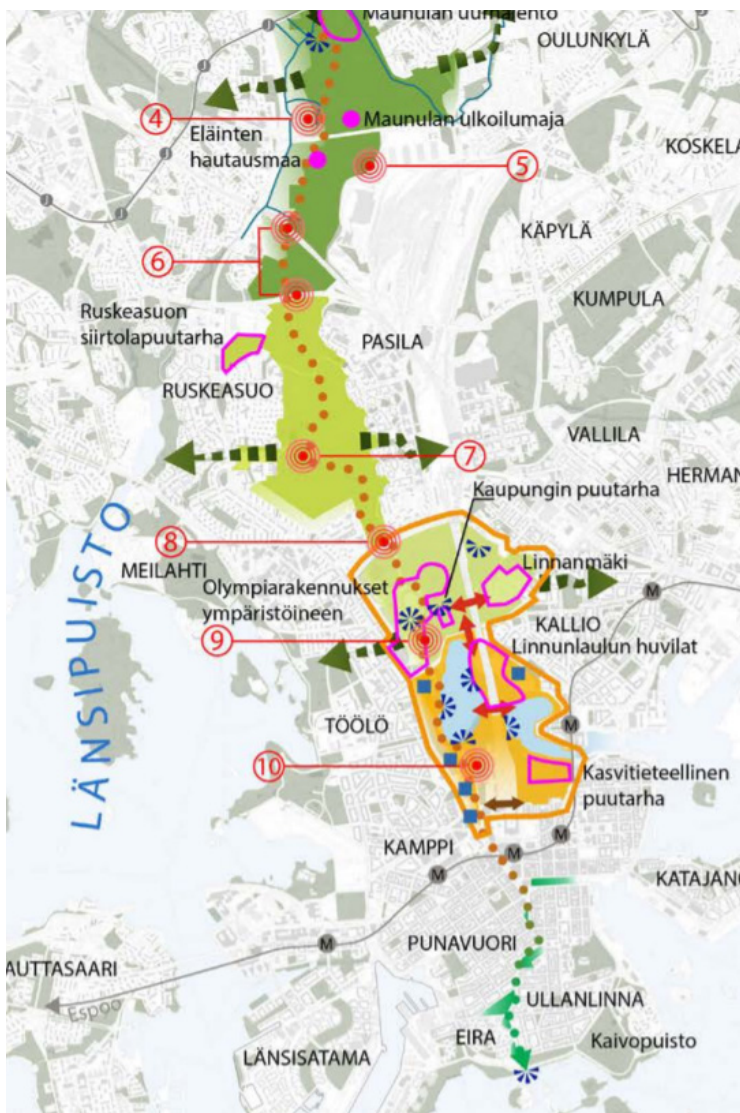 Maunulan uurnalehto
OULUNKYLÄ
J
④
Maunulan ulkoilumaja
Eläinten
hautausmaa
KOSKELA
⑤
J
J
KÄPYLÄ
⑥
KUMPULA
Ruskeasuon
siirtolapuutarha
PASILA
RUSKEASUO
VALLILA
⑦
HERMAN
Kaupungin puutarha
LÄNSIPUISTO
⑧
MEILAHTI
Linnanmäki
Olympiarakennukset
ympäristöineen
M
KALLIO
⑨
Linnunlaulun huvilat
TÖÖLÖ
M
⑩
Kasvitieteellinen
puutarha
M
KAMPPI
M
M
KATAJANO
M
PUNAVUORI
AUTTASAARI
Espoo
ULLANLINNA
EIRA
Kaivopuisto
LÄNSISATAMA